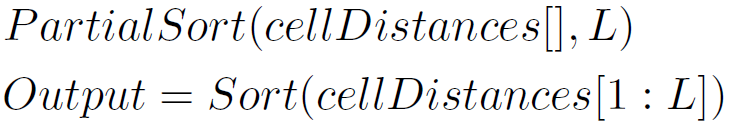 PartialSort(cellDistances[], L)
Output = Sort(cellDistances[1 : L])